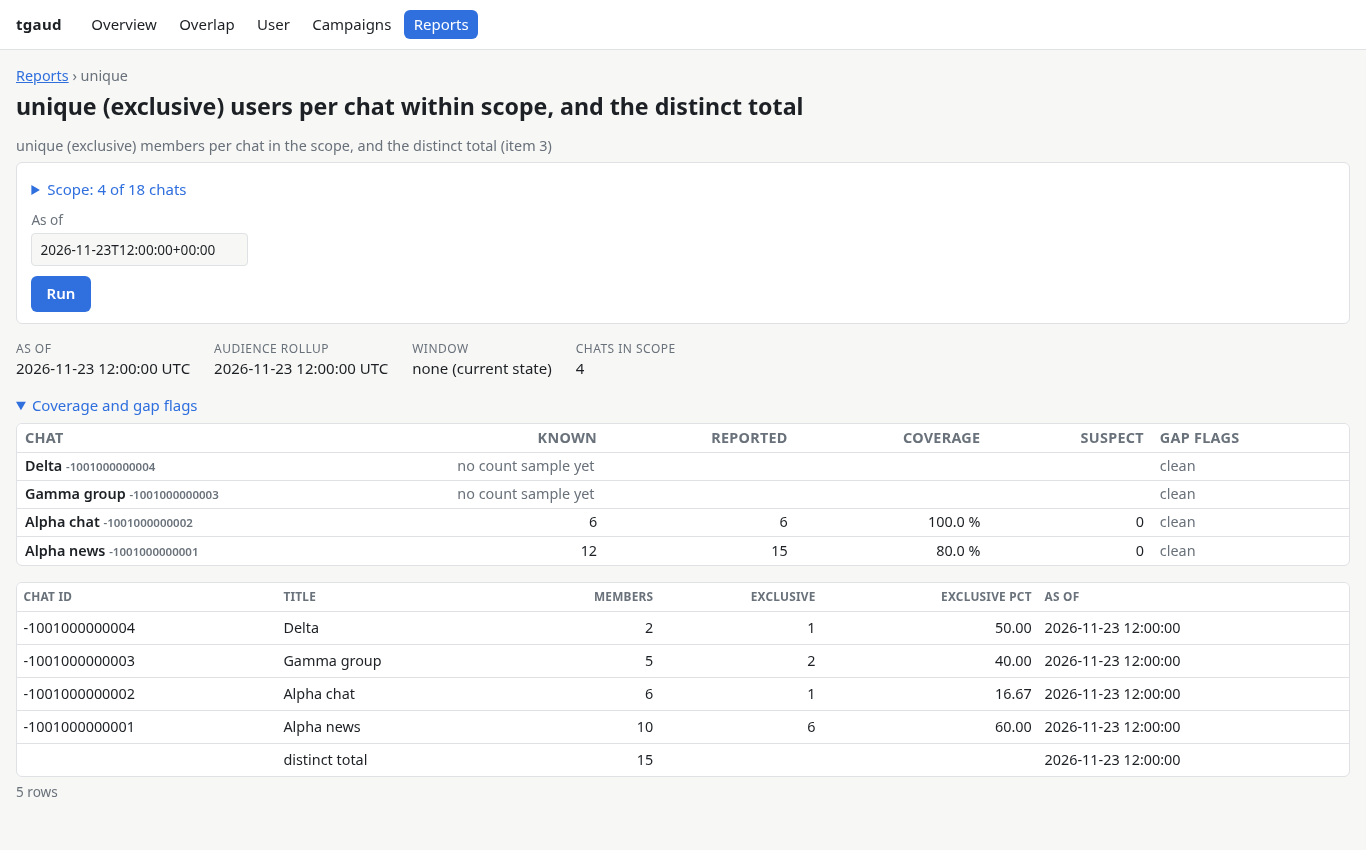 tgaud Overview Overlap User Campaigns Reports
Reports › unique
unique (exclusive) users per chat within scope, and the distinct total
unique (exclusive) members per chat in the scope, and the distinct total (item 3)
▶ Scope: 4 of 18 chats
As of
2026-11-23T12:00:00+00:00
Run
AS OF AUDIENCE ROLLUP WINDOW CHATS IN SCOPE
2026-11-23 12:00:00 UTC 2026-11-23 12:00:00 UTC none (current state) 4
▼ Coverage and gap flags
CHAT KNOWN REPORTED COVERAGE SUSPECT GAP FLAGS
Delta -1001000000004 no count sample yet clean
Gamma group -1001000000003 no count sample yet clean
Alpha chat -1001000000002 6 6 100.0 % 0 clean
Alpha news -1001000000001 12 15 80.0 % 0 clean
CHAT ID TITLE MEMBERS EXCLUSIVE EXCLUSIVE PCT AS OF
-1001000000004 Delta 2 1 50.00 2026-11-23 12:00:00
-1001000000003 Gamma group 5 2 40.00 2026-11-23 12:00:00
-1001000000002 Alpha chat 6 1 16.67 2026-11-23 12:00:00
-1001000000001 Alpha news 10 6 60.00 2026-11-23 12:00:00
distinct total 15 2026-11-23 12:00:00
5 rows